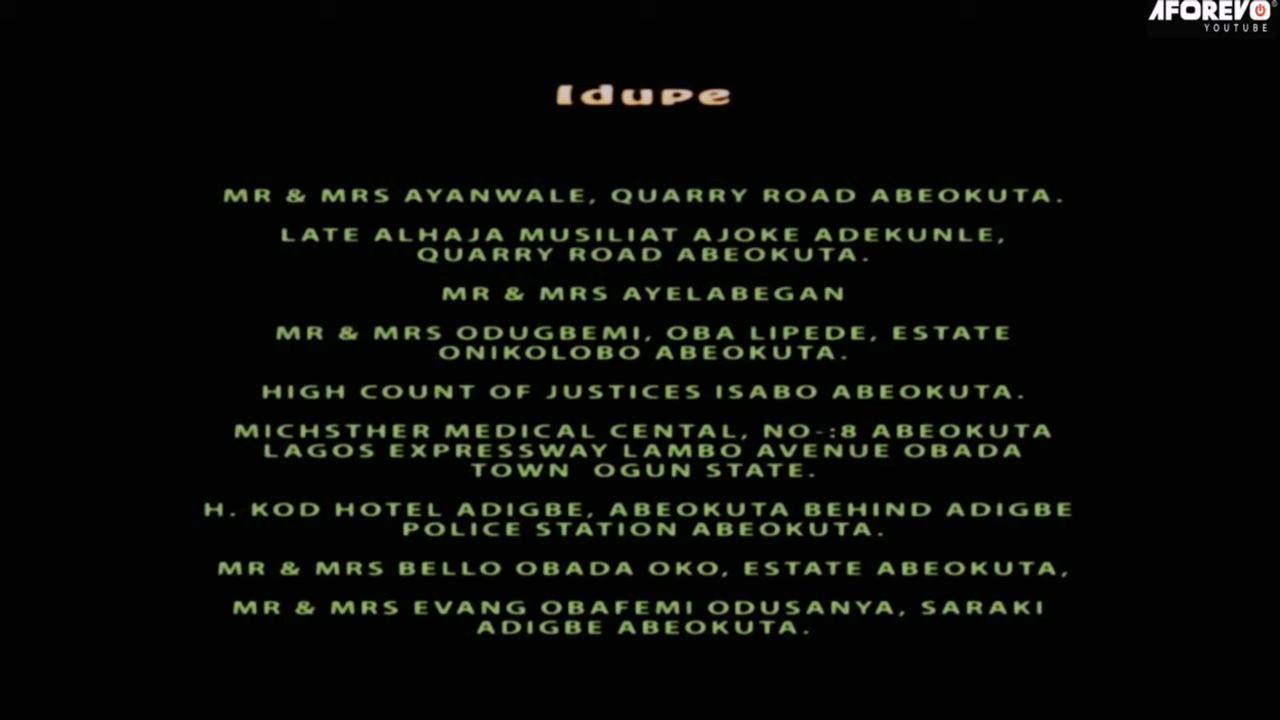 AFOREVO
YOUTUBE
Idupe
MR & MRS AYANWALE, QUARRY ROAD ABEOKUTA.
LATE ALHAJA MUSILIAT AJOKE ADEKUNLE,
QUARRY ROAD ABEOKUTA.
MR & MRS AYELABEGAN
MR & MRS ODUGBEMI, OBA LIPEDE, ESTATE
ONIKOLOBO ABEOKUTA.
HIGH COUNT OF JUSTICES ISABO ABEOKUTA.
MICHSTHER MEDICAL CENTAL, NO-:8 ABEOKUTA
LAGOS EXPRESSWAY LAMBO AVENUE OBADA
TOWN  OGUN STATE.
H. KOD HOTEL ADIGBE, ABEOKUTA BEHIND ADIGBE
POLICE STATION ABEOKUTA.
MR & MRS BELLO OBADA OKO, ESTATE ABEOKUTA,
MR & MRS EVANG OBAFEMI ODUSANYA, SARAKI
ADIGBE ABEOKUTA.